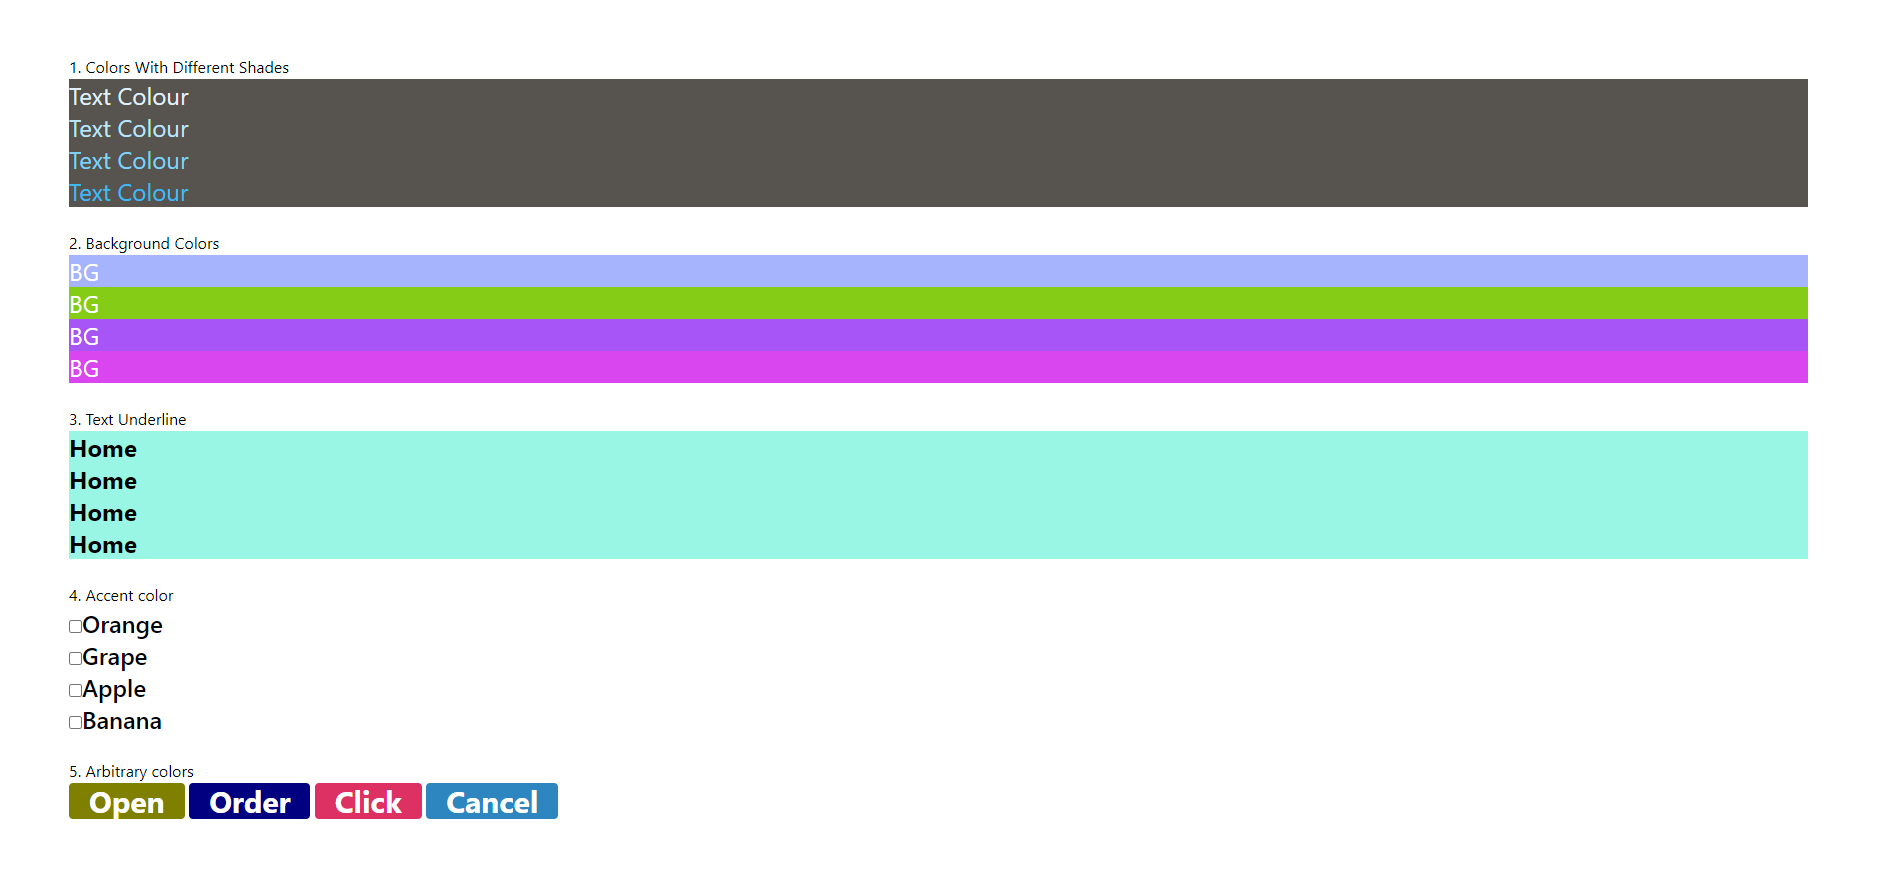 1. Colors With Different Shades
Text Colour
Text Colour
Text Colour
Text Colour
2. Background Colors
BG
BG
BG
BG
3. Text Underline
Home
Home
Home
Home
4. Accent color
Orange
Grape
Apple
Banana
5. Arbitrary colors
Open Order Click Cancel